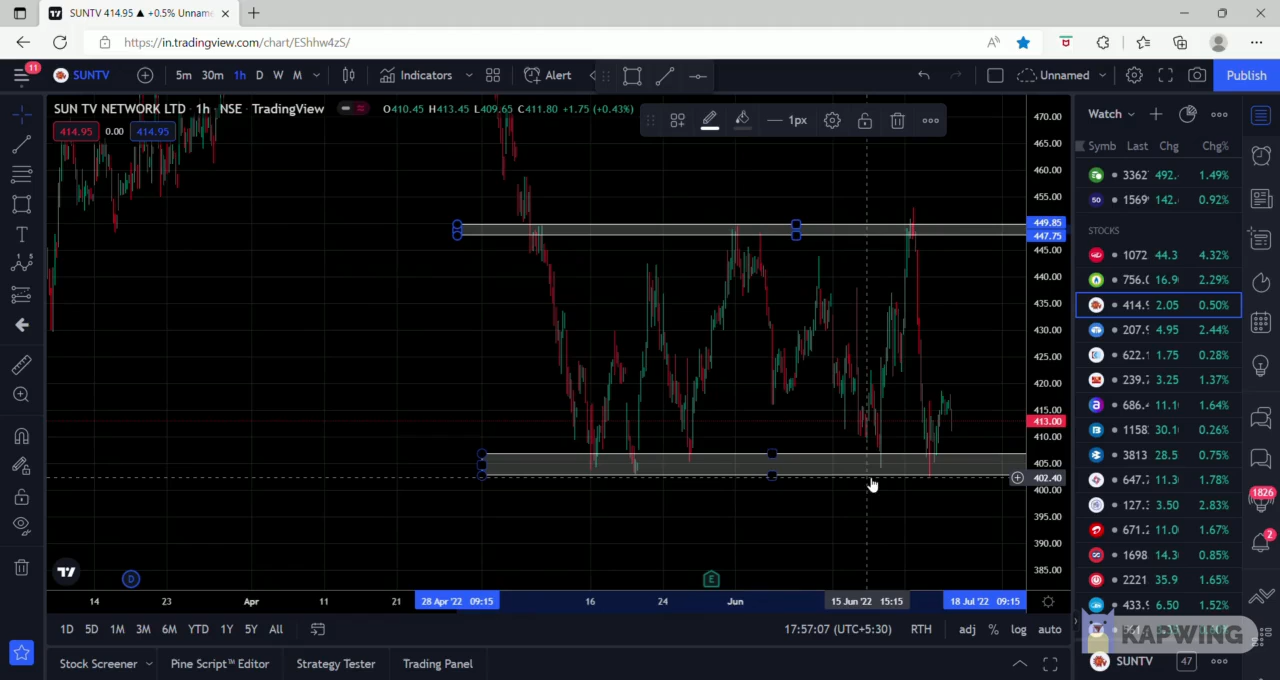 SUNTV 414.95 ▲ +0.5% Unnam
https://in.tradingview.com/chart/EShhw4zS/
11
SUNTV 5m 30m 1h D W M Indicators Alert Unnamed Publish
SUN TV NETWORK LTD · 1h · NSE · TradingView O410.45 H413.45 L409.65 C411.80 +1.75 (+0.43%)
414.95 0.00 414.95
1px
Watch
Symb Last Chg Chg%
3362 492. 1.49%
1569 142. 0.92%
STOCKS
1072 44.3 4.32%
756.0 16.9 2.29%
414.9 2.05 0.50%
207.9 4.95 2.44%
622.1 1.75 0.28%
239.7 3.25 1.37%
686.4 11.1 1.64%
1158 30.1 0.26%
3813 28.5 0.75%
647.7 11.3 1.78%
127.3 3.50 2.83%
671.2 11.0 1.67%
1698 14.3 0.85%
2221 35.9 1.65%
433.9 6.50 1.52%
1826
2
470.00
465.00
460.00
455.00
449.85
447.75
445.00
440.00
435.00
430.00
425.00
420.00
415.00
413.00
410.00
405.00
402.40
400.00
395.00
390.00
385.00
D E
14 23 Apr 11 21 28 Apr '22 09:15 16 24 Jun 15 Jun '22 15:15 18 Jul '22 09:15
1D 5D 1M 3M 6M YTD 1Y 5Y All 17:57:07 (UTC+5:30) RTH adj % log auto
KAPWING
Stock Screener Pine Script™ Editor Strategy Tester Trading Panel
SUNTV 47